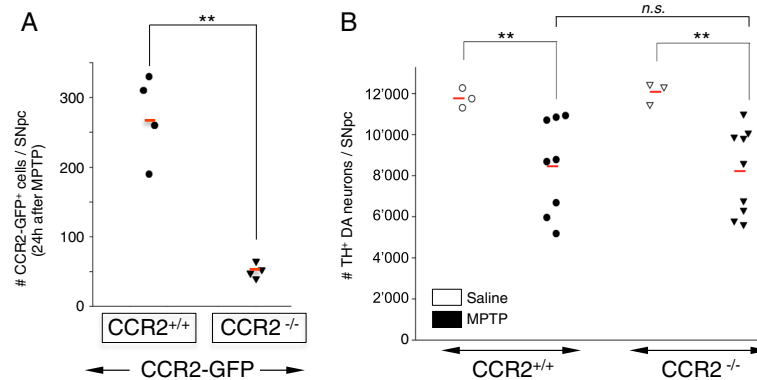 A
**
# CCR2-GFP⁺ cells / SNpc
(24h after MPTP)
300
200
100
50
0
CCR2+/+
CCR2 -/-
CCR2-GFP
B
n.s.
**
**
# TH⁺ DA neurons / SNpc
12'000
10'000
8'000
6'000
4'000
2'000
0
Saline
MPTP
CCR2+/+
CCR2 -/-